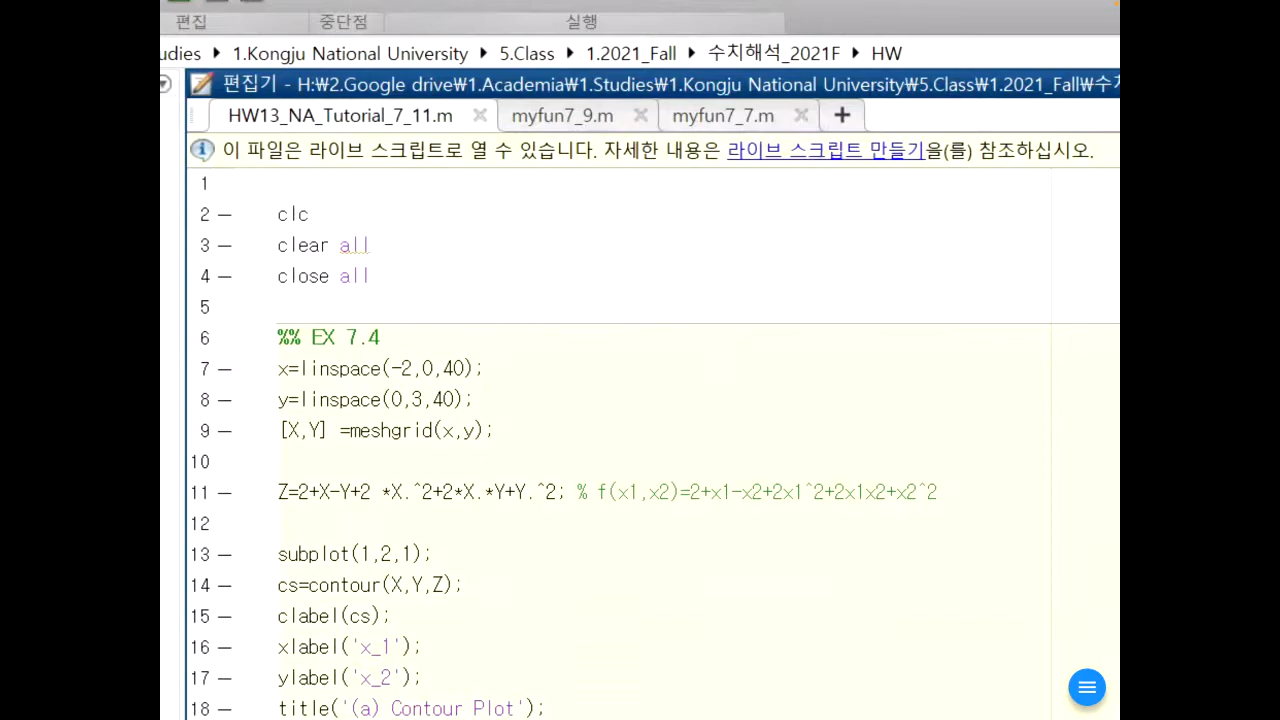 편집 중단점 실행
udies ▶ 1.Kongju National University ▶ 5.Class ▶ 1.2021_Fall ▶ 수치해석_2021F ▶ HW
편집기 - H:₩2.Google drive₩1.Academia₩1.Studies₩1.Kongju National University₩5.Class₩1.2021_Fall₩수치
HW13_NA_Tutorial_7_11.m × myfun7_9.m × myfun7_7.m × +
이 파일은 라이브 스크립트로 열 수 있습니다. 자세한 내용은 라이브 스크립트 만들기을(를) 참조하십시오.
1
2 – clc
3 – clear all
4 – close all
5
6 %% EX 7.4
7 – x=linspace(-2,0,40);
8 – y=linspace(0,3,40);
9 – [X,Y] =meshgrid(x,y);
10
11 – Z=2+X-Y+2 *X.^2+2*X.*Y+Y.^2; % f(x1,x2)=2+x1-x2+2x1^2+2x1x2+x2^2
12
13 – subplot(1,2,1);
14 – cs=contour(X,Y,Z);
15 – clabel(cs);
16 – xlabel('x_1');
17 – ylabel('x_2');
18 – title('(a) Contour Plot');